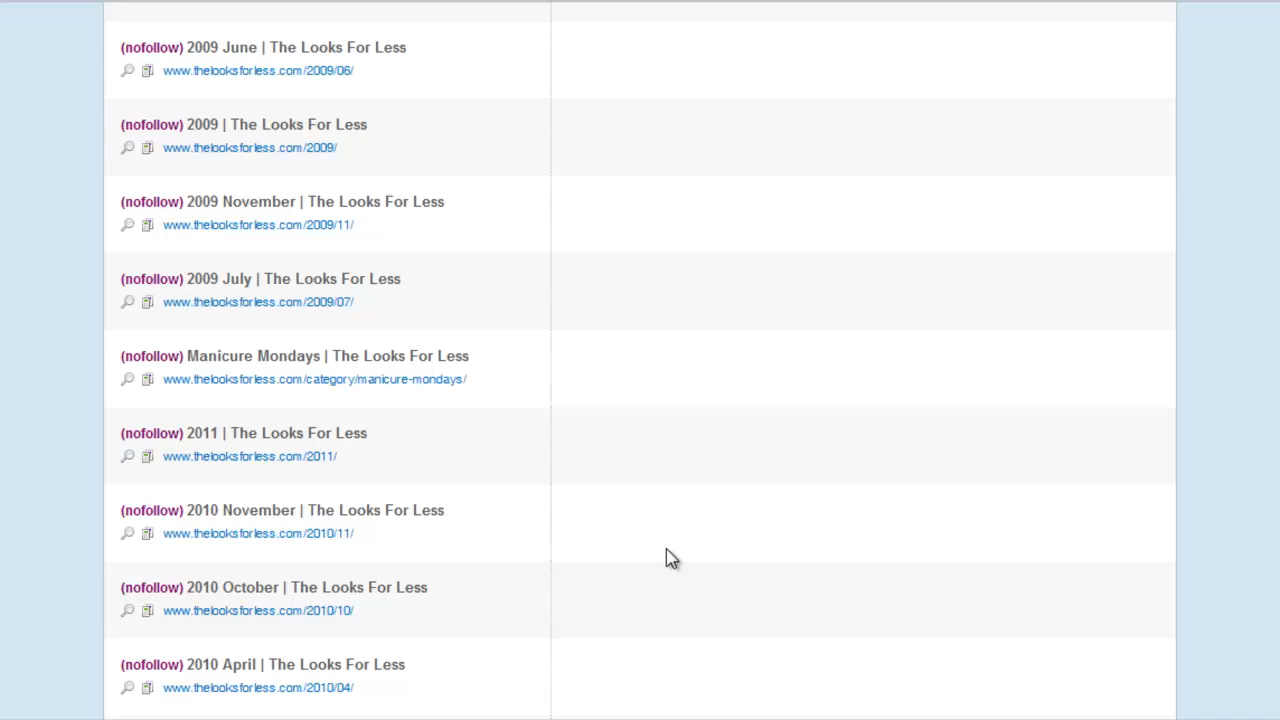 (nofollow) 2009 June | The Looks For Less
www.thelooksforless.com/2009/06/
(nofollow) 2009 | The Looks For Less
www.thelooksforless.com/2009/
(nofollow) 2009 November | The Looks For Less
www.thelooksforless.com/2009/11/
(nofollow) 2009 July | The Looks For Less
www.thelooksforless.com/2009/07/
(nofollow) Manicure Mondays | The Looks For Less
www.thelooksforless.com/category/manicure-mondays/
(nofollow) 2011 | The Looks For Less
www.thelooksforless.com/2011/
(nofollow) 2010 November | The Looks For Less
www.thelooksforless.com/2010/11/
(nofollow) 2010 October | The Looks For Less
www.thelooksforless.com/2010/10/
(nofollow) 2010 April | The Looks For Less
www.thelooksforless.com/2010/04/